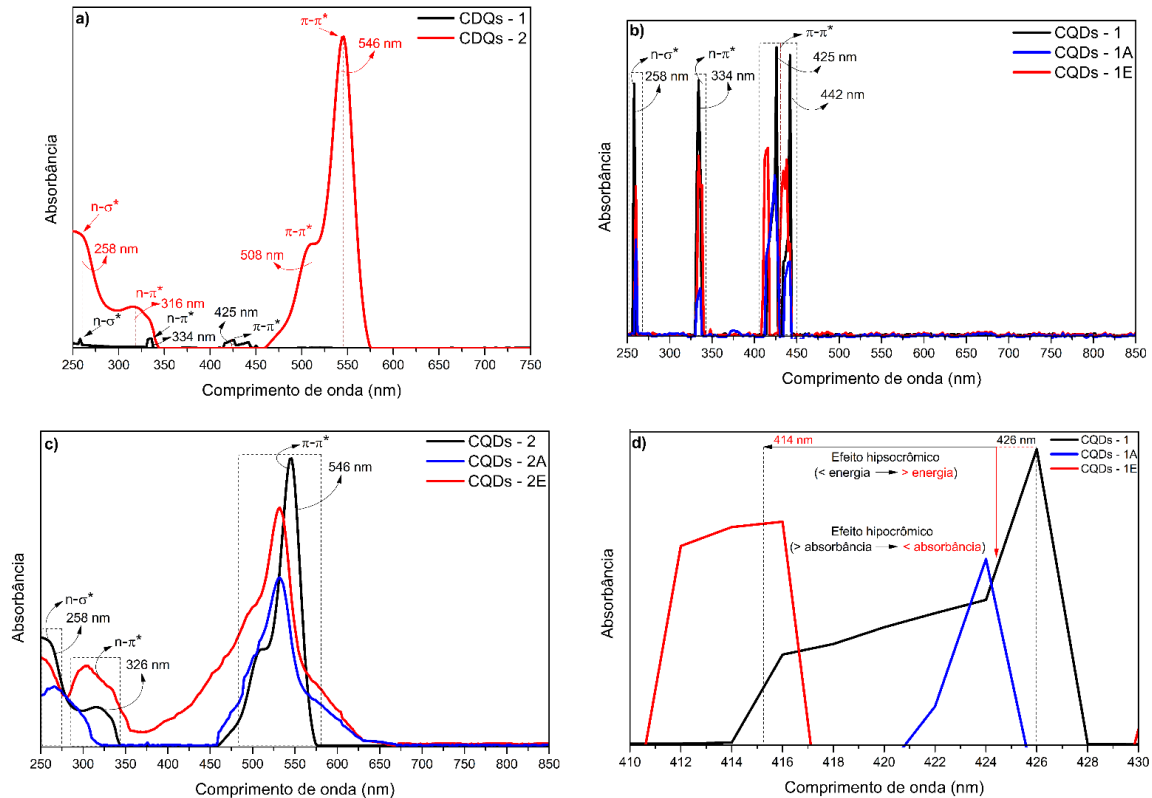 a)
CDQs - 1
CDQs - 2
π-π*
546 nm
n-σ*
258 nm
π-π*
508 nm
n-π*
316 nm
n-σ*
n-π*
334 nm
425 nm
π-π*
Absorbância
250 300 350 400 450 500 550 600 650 700 750
Comprimento de onda (nm)
b)
CQDs - 1
CQDs - 1A
CQDs - 1E
n-σ*
258 nm
n-π*
334 nm
π-π*
425 nm
442 nm
Absorbância
250 300 350 400 450 500 550 600 650 700 750 800 850
Comprimento de onda (nm)
c)
CQDs - 2
CQDs - 2A
CQDs - 2E
π-π*
546 nm
n-σ*
258 nm
n-π*
326 nm
Absorbância
250 300 350 400 450 500 550 600 650 700 750 800 850
Comprimento de onda (nm)
d)
414 nm
426 nm
CQDs - 1
CQDs - 1A
CQDs - 1E
Efeito hipsocrômico
(< energia → > energia)
Efeito hipocrômico
(> absorbância → < absorbância)
Absorbância
410 412 414 416 418 420 422 424 426 428 430
Comprimento de onda (nm)